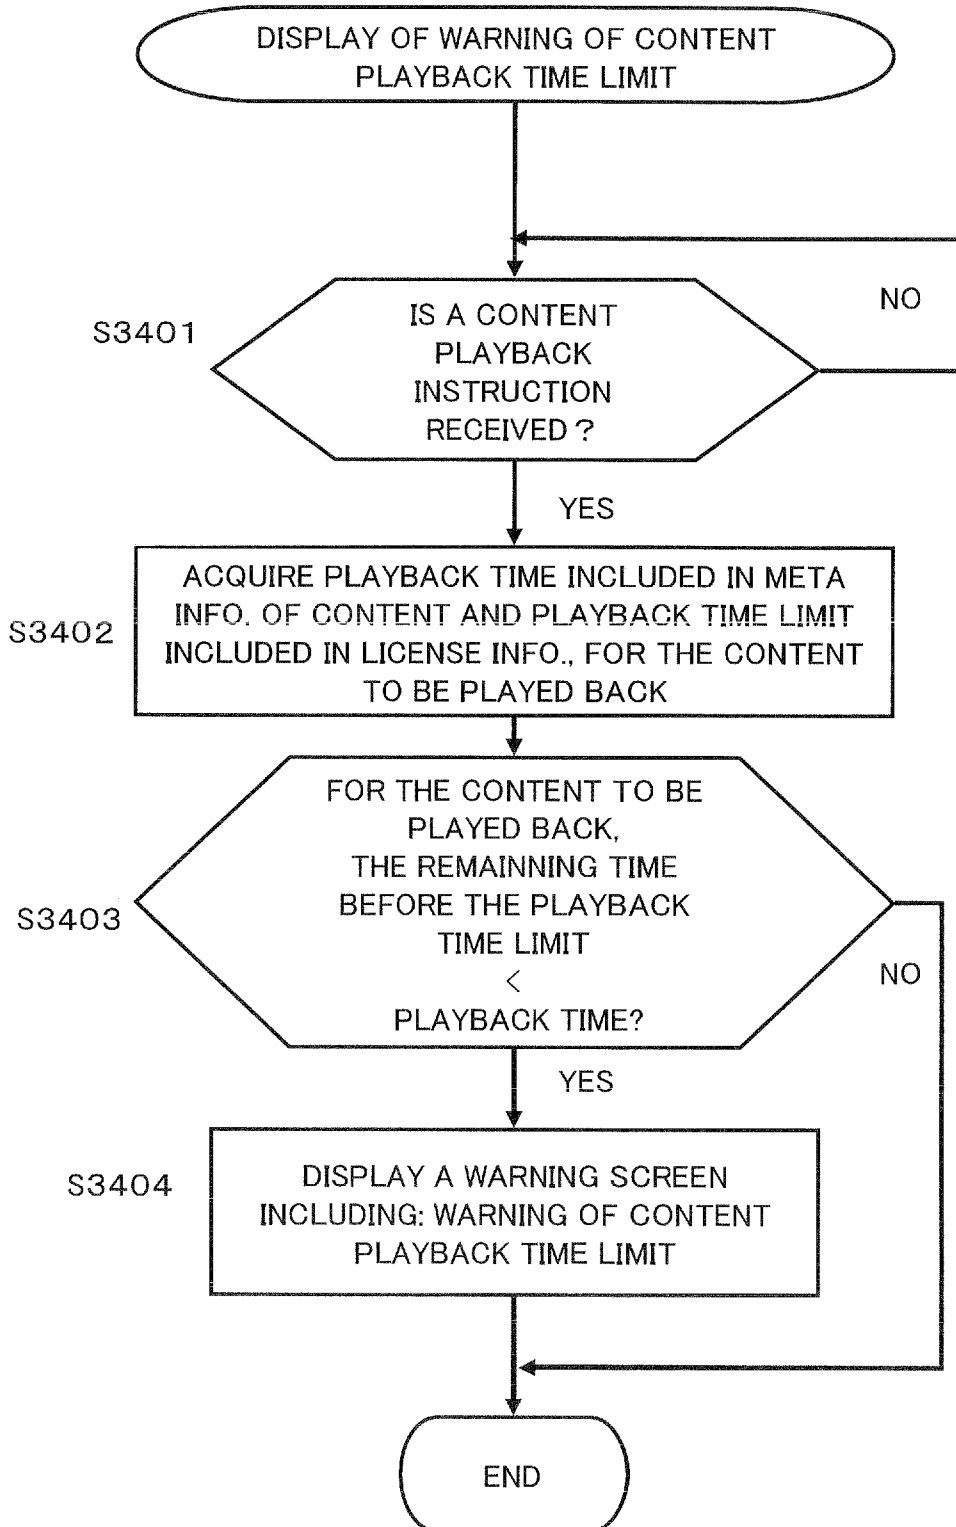 DISPLAY OF WARNING OF CONTENT
PLAYBACK TIME LIMIT
NO
S3401
IS A CONTENT
PLAYBACK
INSTRUCTION
RECEIVED?
YES
S3402
ACQUIRE PLAYBACK TIME INCLUDED IN META
INFO. OF CONTENT AND PLAYBACK TIME LIMIT
INCLUDED IN LICENSE INFO., FOR THE CONTENT
TO BE PLAYED BACK
S3403
FOR THE CONTENT TO BE
PLAYED BACK,
THE REMAINNING TIME
BEFORE THE PLAYBACK
TIME LIMIT
<
PLAYBACK TIME?
NO
YES
S3404
DISPLAY A WARNING SCREEN
INCLUDING: WARNING OF CONTENT
PLAYBACK TIME LIMIT
END